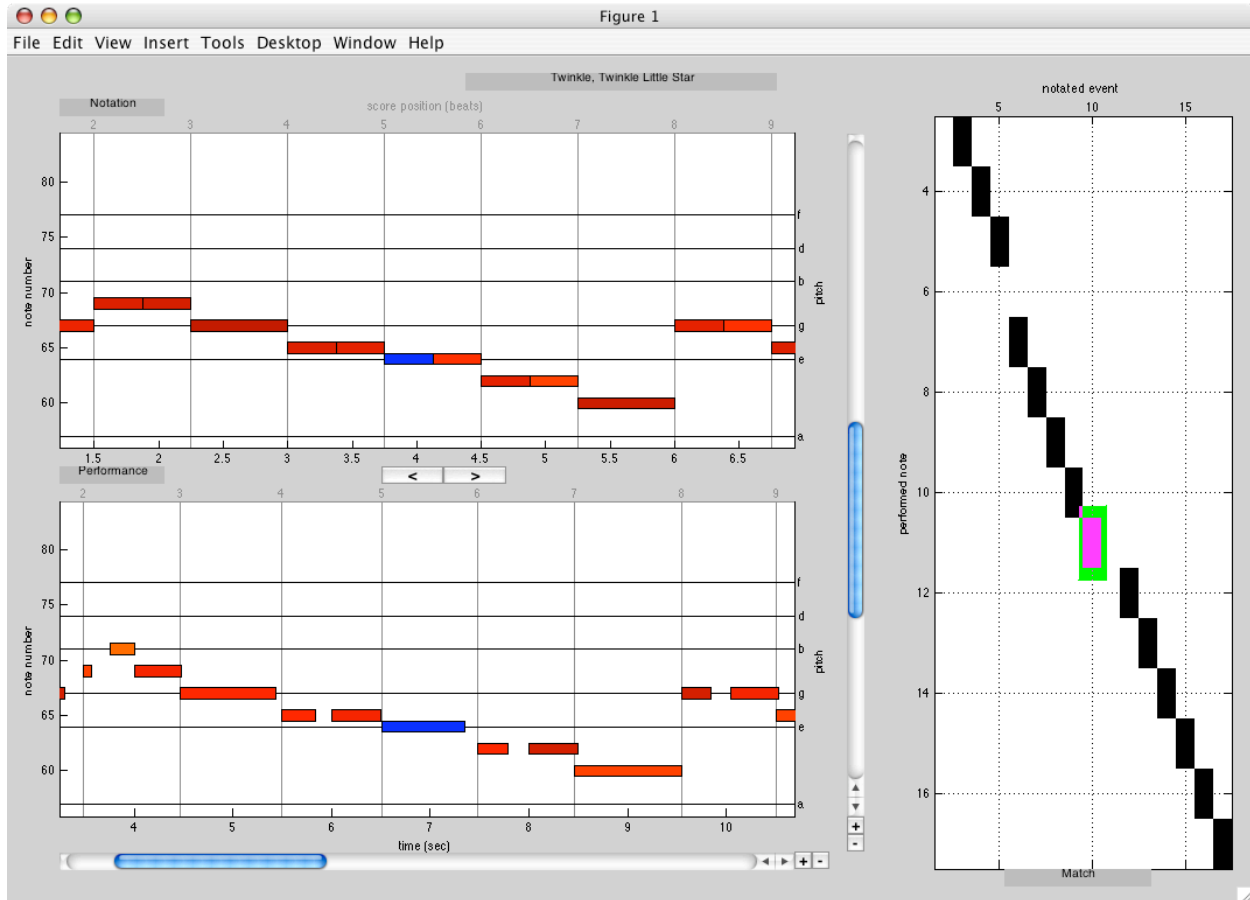 Figure 1
File Edit View Insert Tools Desktop Window Help
Twinkle, Twinkle Little Star
Notation
score position (beats)
2 3 4 5 6 7 8 9
80
75
70
65
60
note number
f
d
b
g
e
a
pitch
1.5 2 2.5 3 3.5 4 4.5 5 5.5 6 6.5
Performance
< >
2 3 4 5 6 7 8 9
80
75
70
65
60
note number
f
d
b
g
e
a
pitch
4 5 6 7 8 9 10
time (sec)
+ -
+
-
notated event
5 10 15
4
6
8
10
12
14
16
performed note
Match